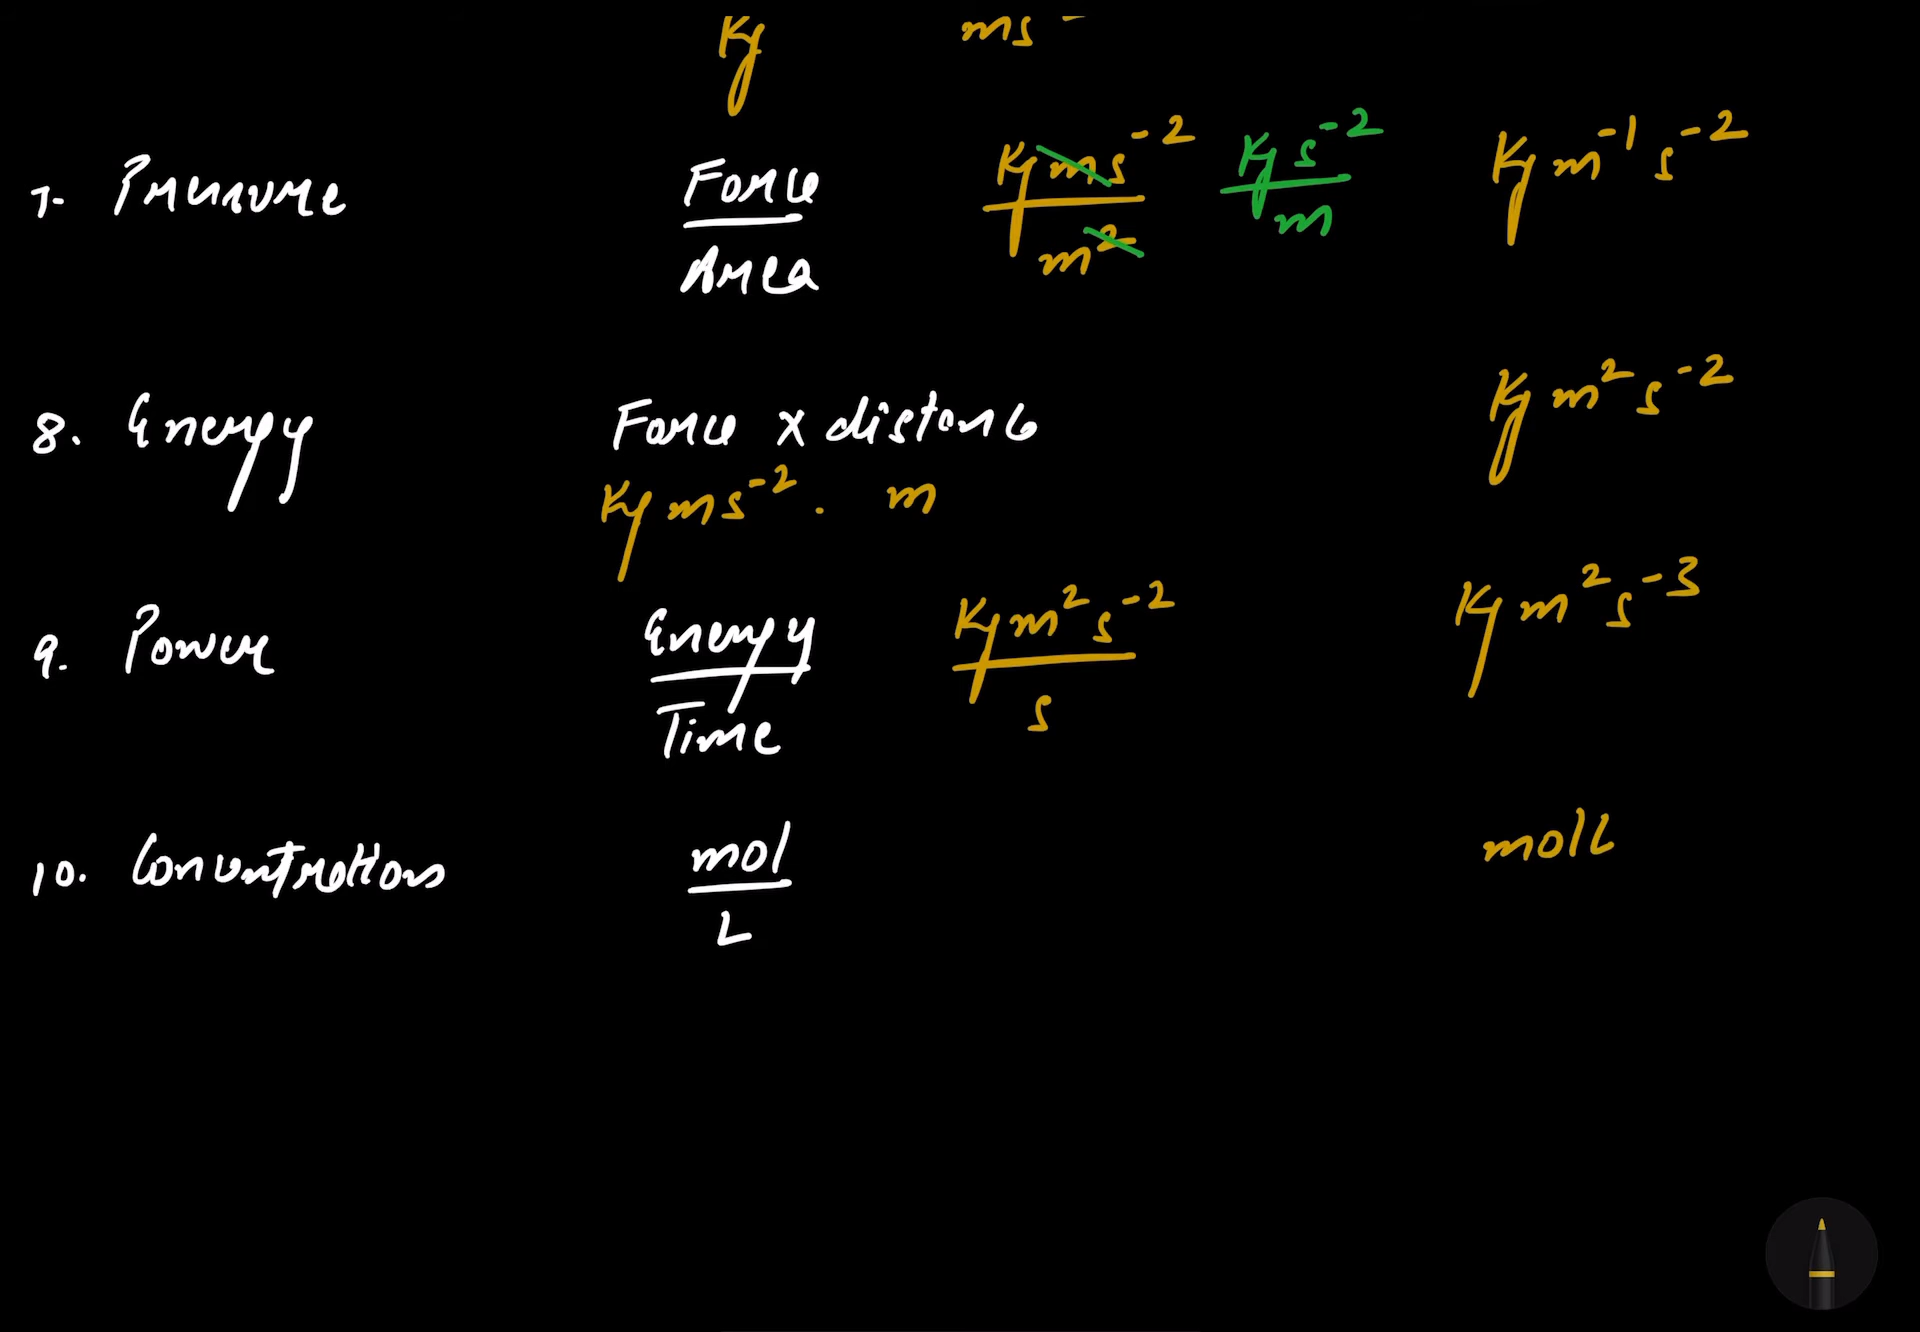 Kg ms⁻
7. Pressure Force/Area Kg ms⁻²/m² Kg s⁻²/m Kg m⁻¹ s⁻²
8. Energy Force x distance Kg m² s⁻²
Kg ms⁻² . m
9. Power Energy/Time Kg m² s⁻²/s Kg m² s⁻³
10. Concentration mol/L molL